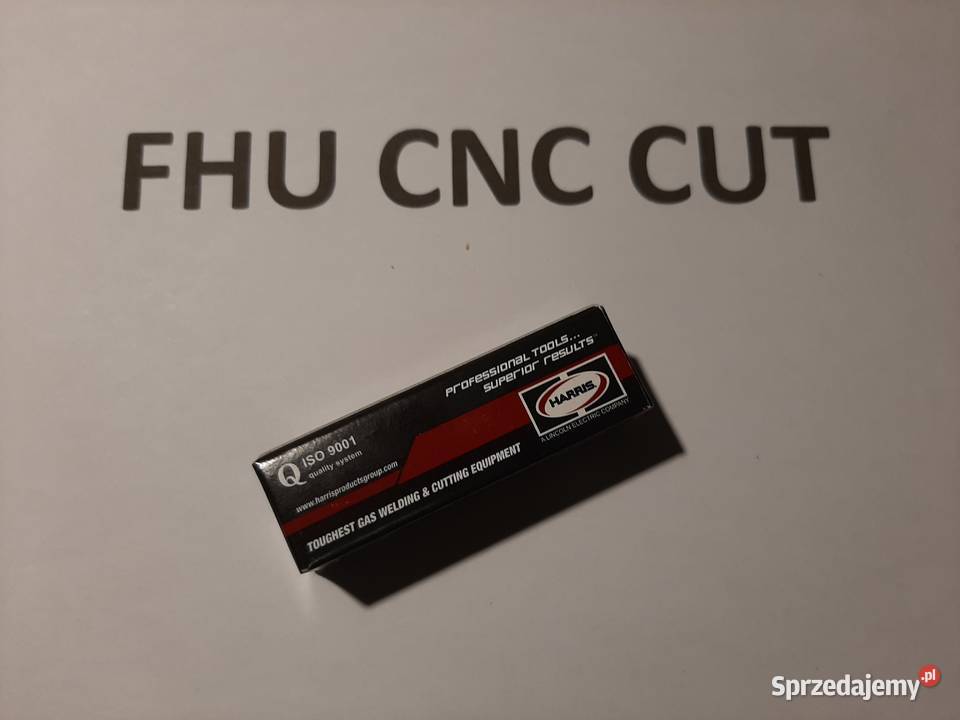 FHU CNC CUT
PROFESSIONAL TOOLS...
SUPERIOR RESULTS™
HARRIS®
A LINCOLN ELECTRIC COMPANY
Q ISO 9001
quality system
www.harrisproductsgroup.com
TOUGHEST GAS WELDING & CUTTING EQUIPMENT
Sprzedajemy.pl